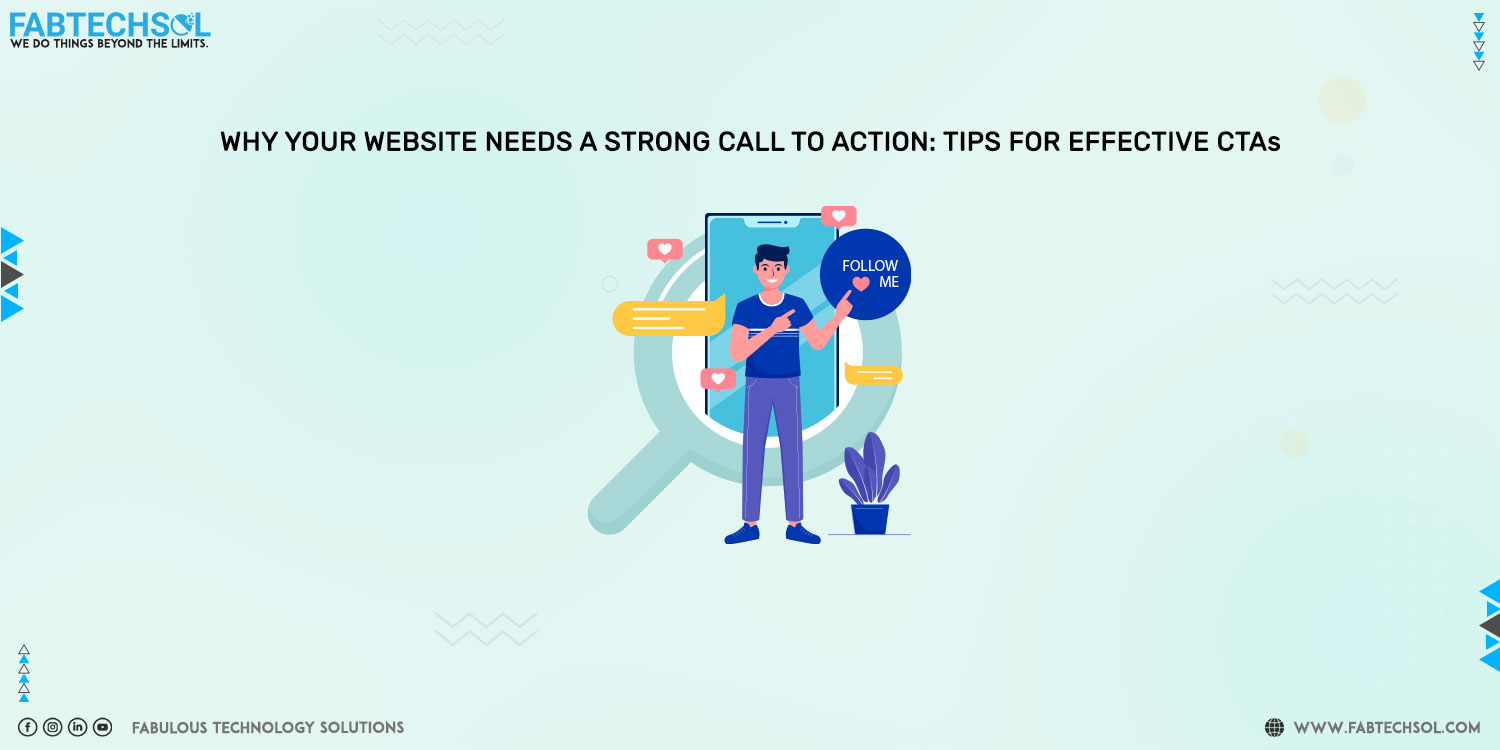 FABTECHSOL
WE DO THINGS BEYOND THE LIMITS.
WHY YOUR WEBSITE NEEDS A STRONG CALL TO ACTION: TIPS FOR EFFECTIVE CTAs
FOLLOW
ME
FABULOUS TECHNOLOGY SOLUTIONS
WWW.FABTECHSOL.COM